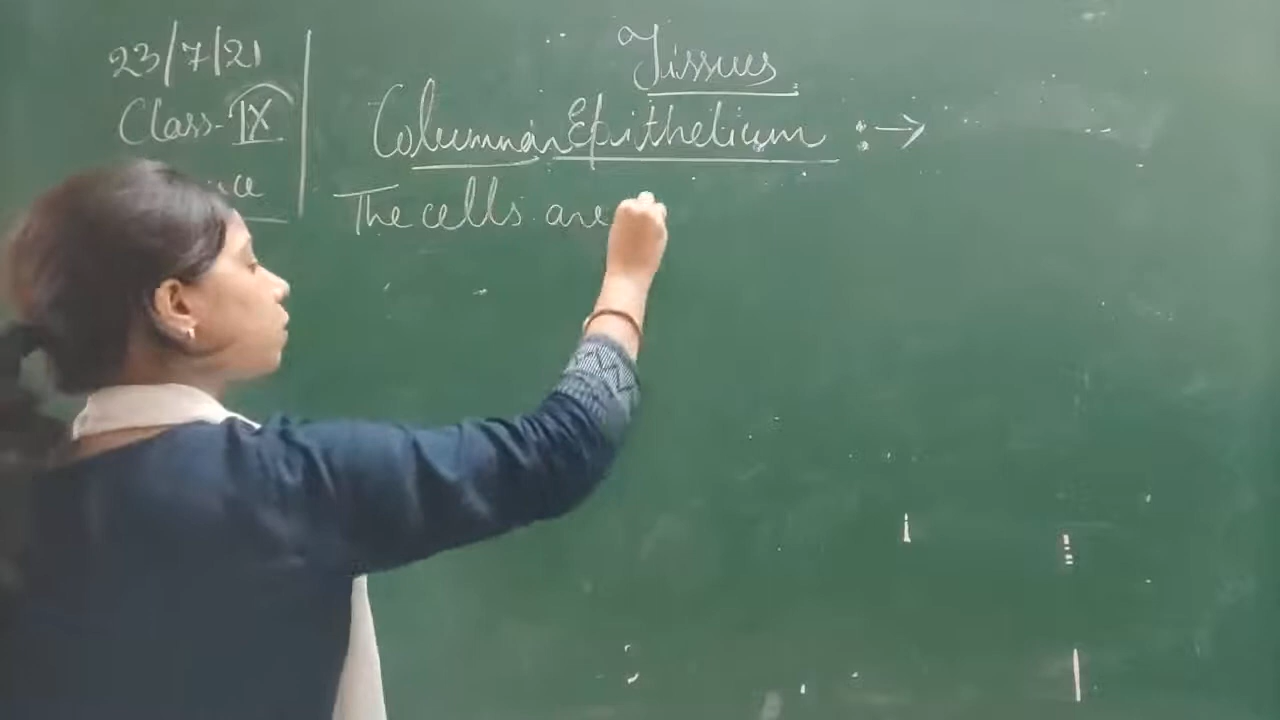 23/7/21
Class-IX
Tissues
Columnar Epithelium :→
The cells are